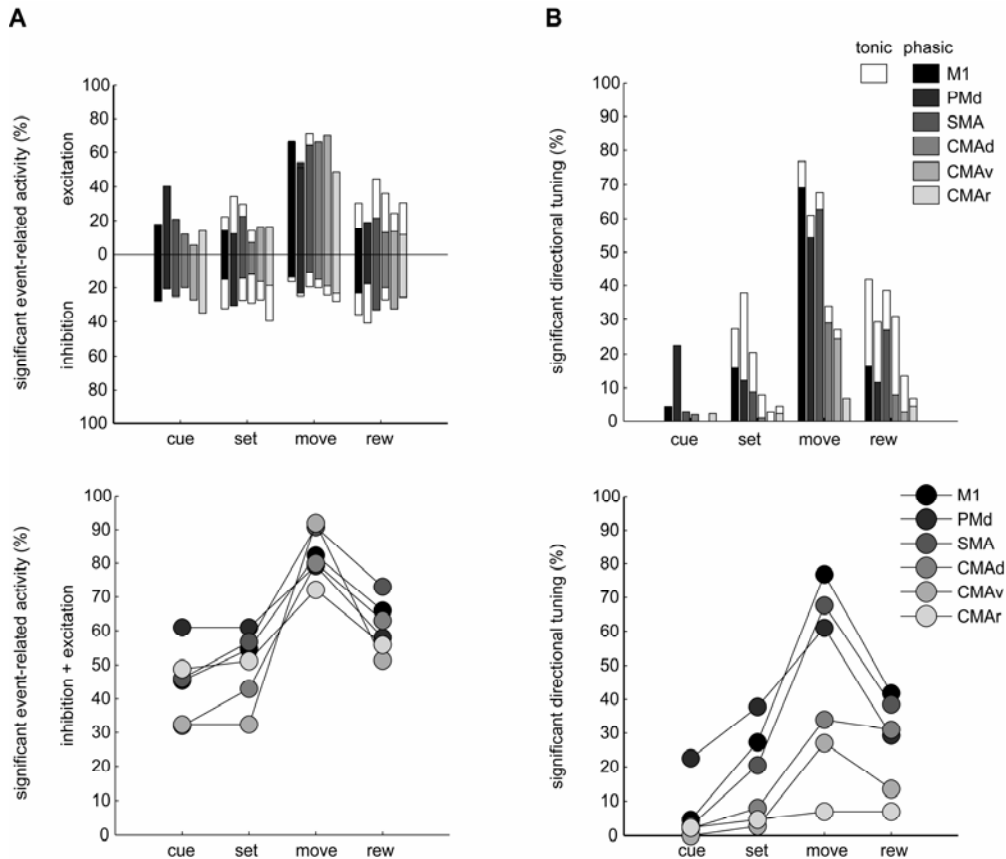 A
B
tonic phasic
M1
PMd
SMA
CMAd
CMAv
CMAr
significant event-related activity (%)
inhibition
excitation
100
80
60
40
20
0
20
40
60
80
100
cue set move rew
significant directional tuning (%)
100
90
80
70
60
50
40
30
20
10
0
cue set move rew
significant event-related activity (%)
inhibition + excitation
100
90
80
70
60
50
40
30
20
10
0
cue set move rew
significant directional tuning (%)
100
90
80
70
60
50
40
30
20
10
0
cue set move rew
M1
PMd
SMA
CMAd
CMAv
CMAr